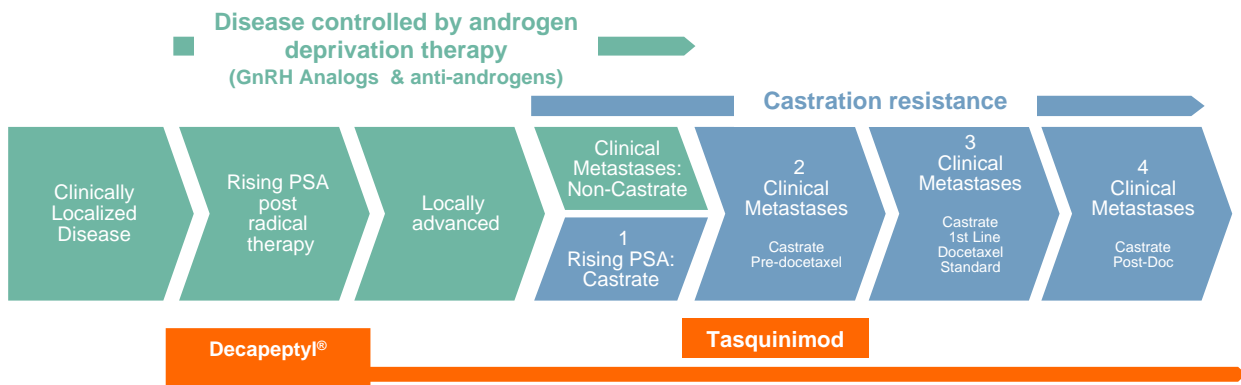 Disease controlled by androgen
deprivation therapy
(GnRH Analogs & anti-androgens)
Castration resistance
Clinically
Localized
Disease
Rising PSA
post
radical
therapy
Locally
advanced
Clinical
Metastases:
Non-Castrate
1
Rising PSA:
Castrate
2
Clinical
Metastases
Castrate
Pre-docetaxel
3
Clinical
Metastases
Castrate
1st Line
Docetaxel
Standard
4
Clinical
Metastases
Castrate
Post-Doc
Decapeptyl®
Tasquinimod